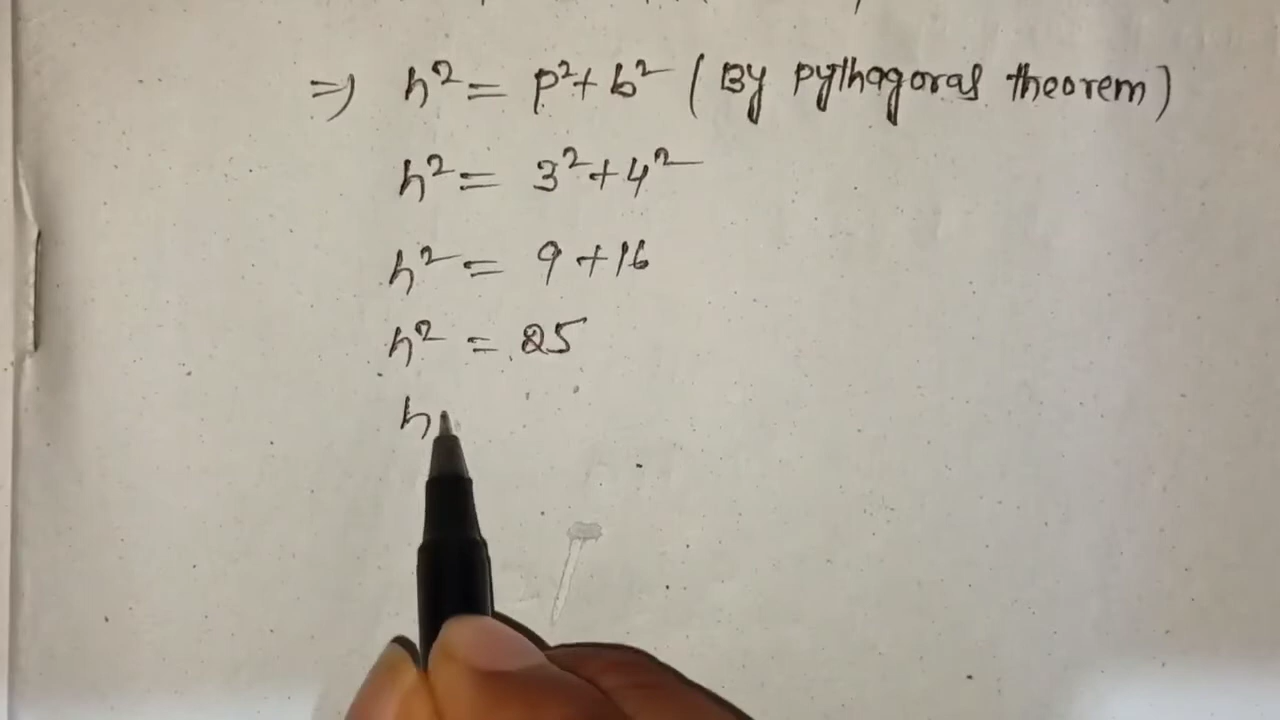 => h² = p² + b² (By pythagoras theorem)
h² = 3² + 4²
h² = 9 + 16
h² = 25
h